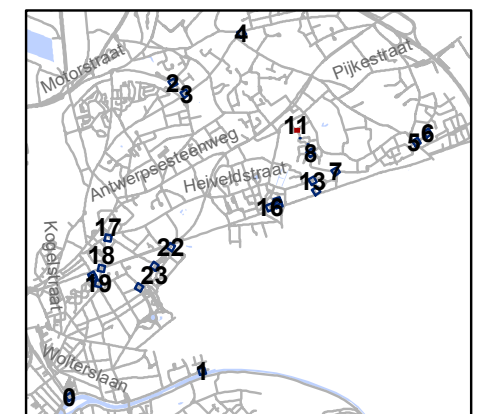 4
Motorstraat
Pijkestraat
2
3
11
Antwerpsesteenweg
6
5
8
Heiveldstraat
7
13
16
Kogelstraat
17
22
18
23
19
Wolterslaan
1
0